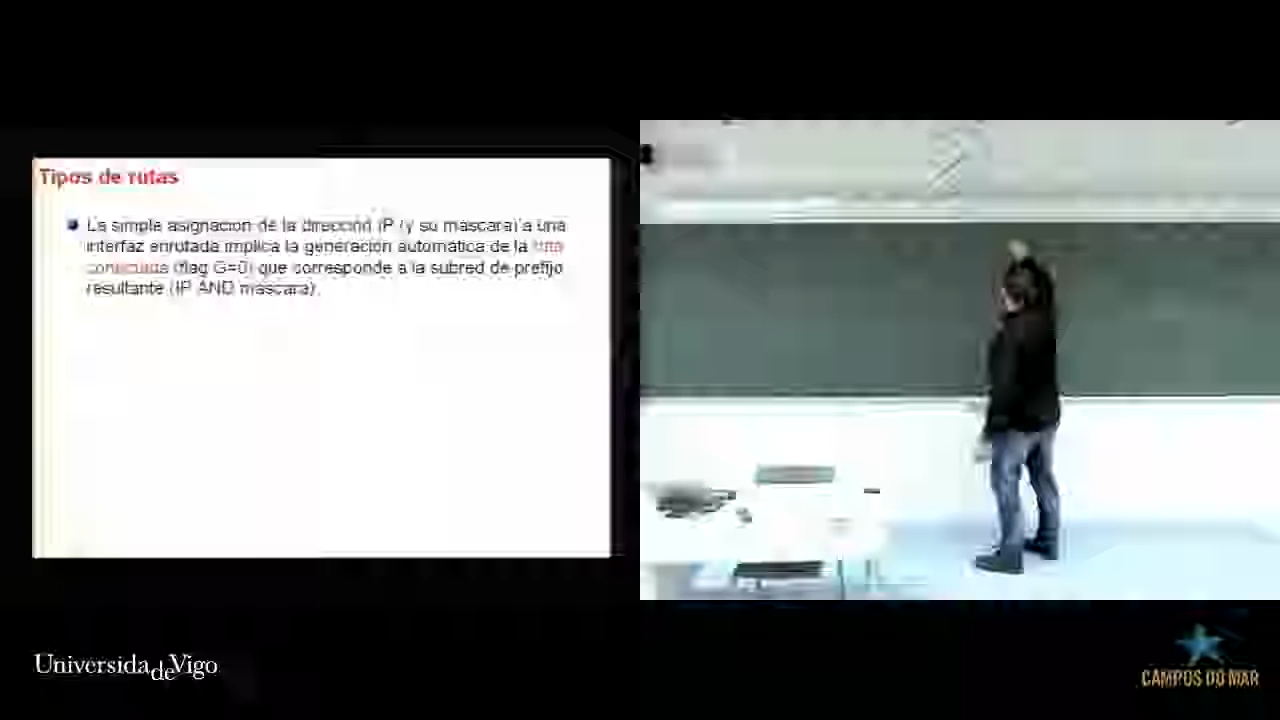 Tipos de rutas
La simple asignación de la dirección IP (y su máscara) a una
interfaz enrutada implica la generación automática de la ruta
conectada (flag G=0) que corresponde a la subred de prefijo
resultante (IP AND máscara).
Universidade Vigo
CAMPOS DO MAR